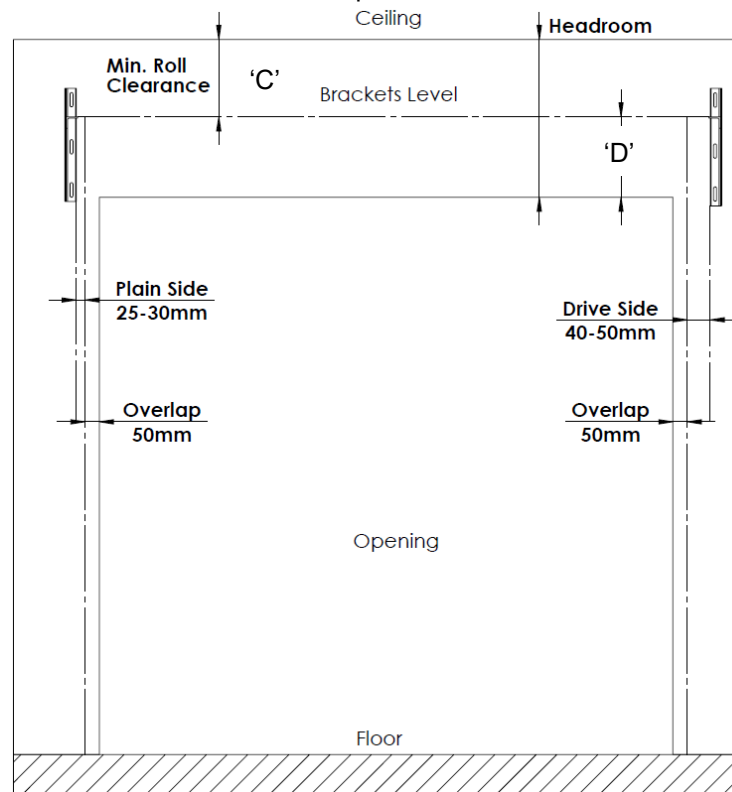 Ceiling
Headroom
Min. Roll
Clearance
‘C’
Brackets Level
‘D’
Plain Side
25-30mm
Drive Side
40-50mm
Overlap
50mm
Overlap
50mm
Opening
Floor